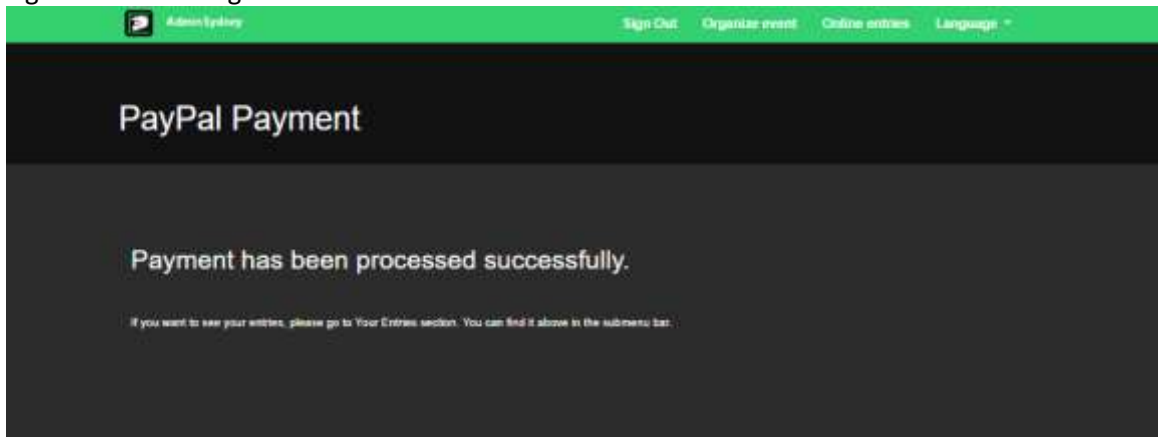 Admin Sydney
Sign Out Organize event Online entries Language
PayPal Payment
Payment has been processed successfully.
If you want to see your entries, please go to Your Entries section. You can find it above in the submenu bar.